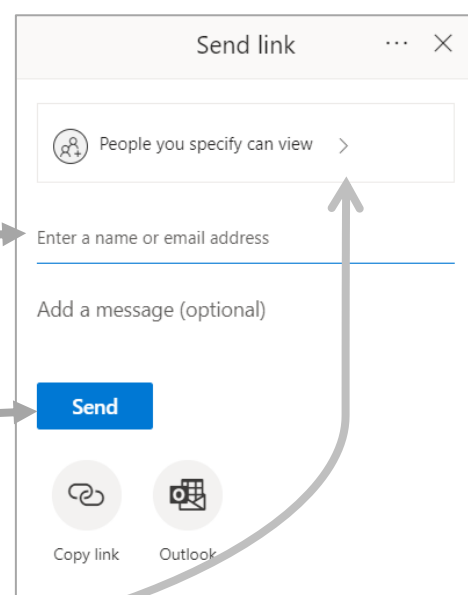 Send link
People you specify can view
Enter a name or email address
Add a message (optional)
Send
Copy link
Outlook